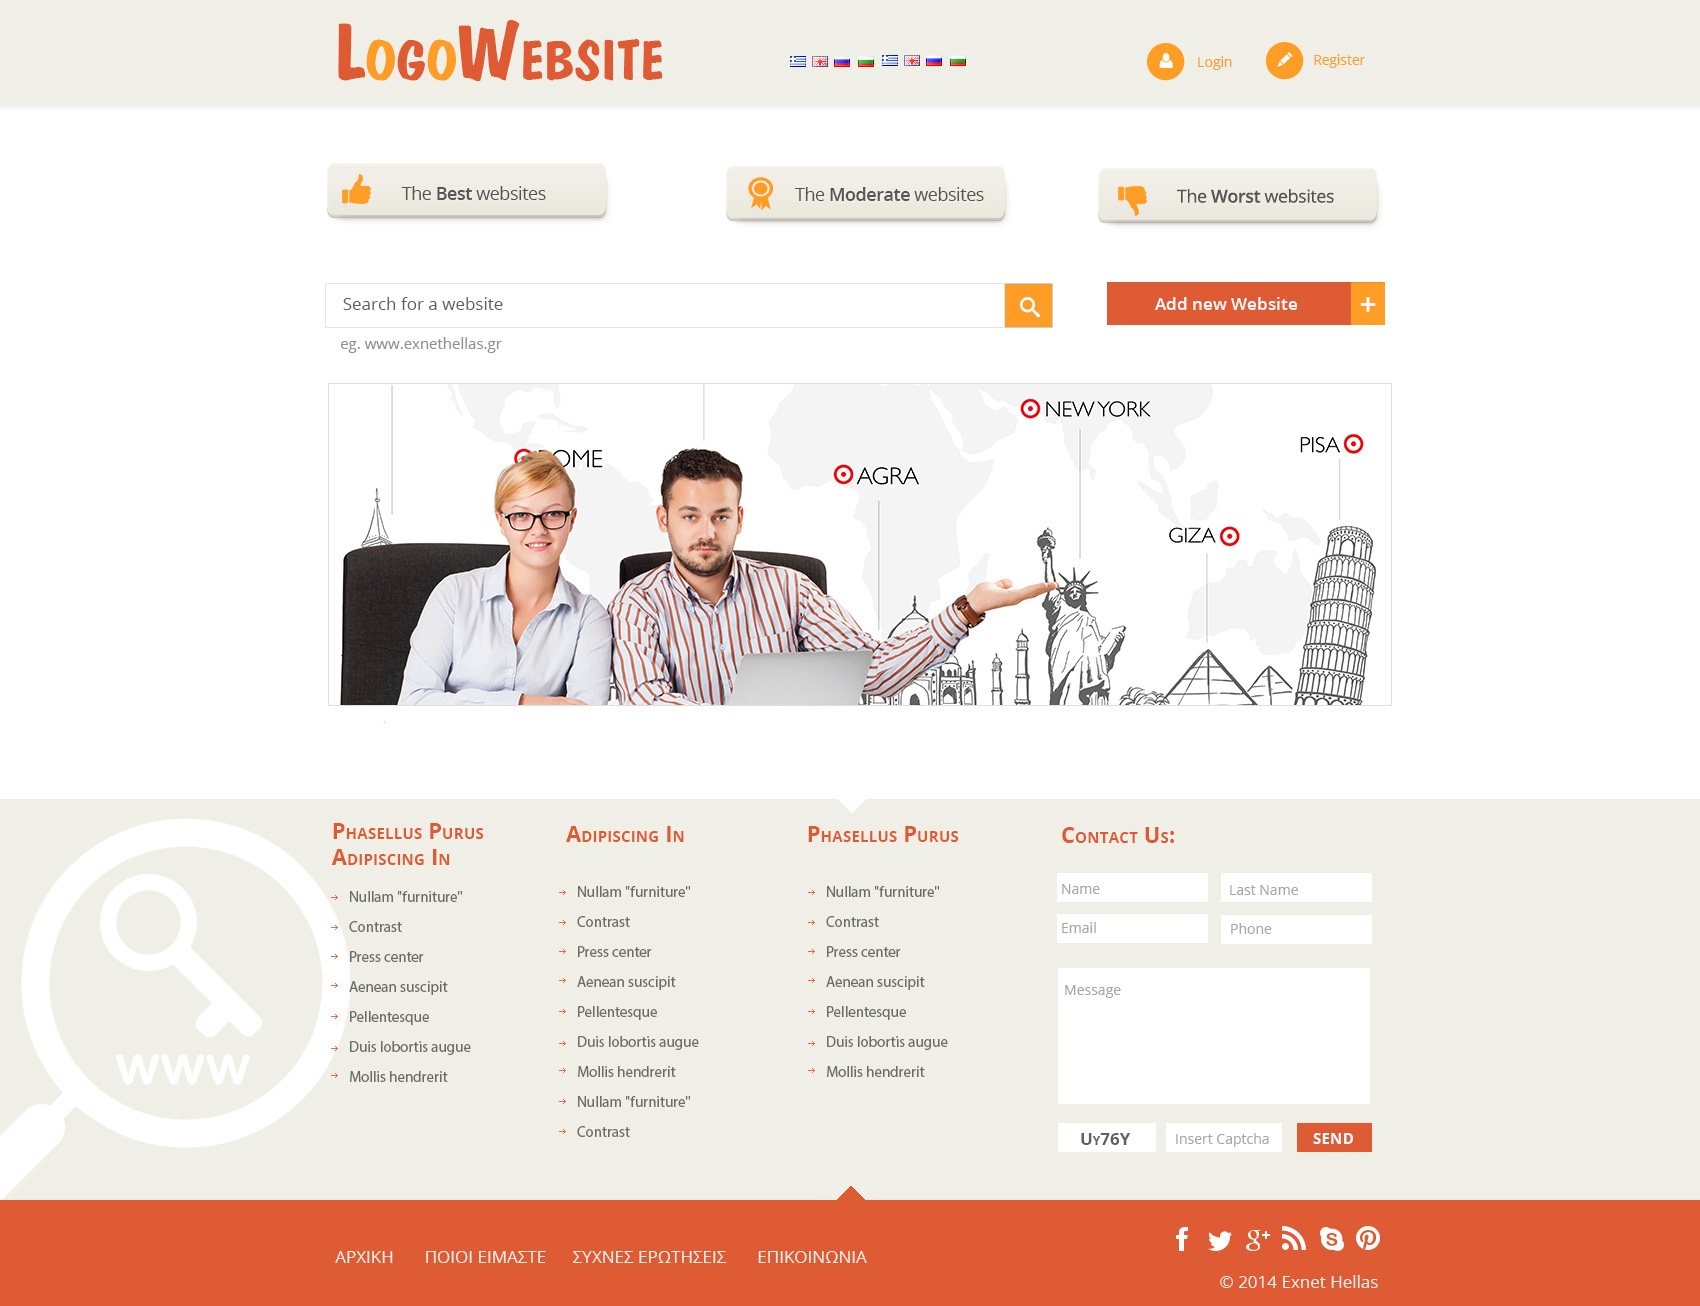 LOGOWEBSITE
Login
Register
The Best websites
The Moderate websites
The Worst websites
Search for a website
Add new Website
+
eg. www.exnethellas.gr
NEW YORK
PISA
AGRA
GIZA
PHASELLUS PURUS
ADIPISCING IN
Nullam "furniture"
Contrast
Press center
Aenean suscipit
Pellentesque
Duis lobortis augue
Mollis hendrerit
www
ADIPISCING IN
Nullam "furniture"
Contrast
Press center
Aenean suscipit
Pellentesque
Duis lobortis augue
Mollis hendrerit
Nullam "furniture"
Contrast
PHASELLUS PURUS
Nullam "furniture"
Contrast
Press center
Aenean suscipit
Pellentesque
Duis lobortis augue
Mollis hendrerit
CONTACT US:
Name
Last Name
Email
Phone
Message
UY76Y
Insert Captcha
SEND
ΑΡΧΙΚΗ
ΠΟΙΟΙ ΕΙΜΑΣΤΕ
ΣΥΧΝΕΣ ΕΡΩΤΗΣΕΙΣ
ΕΠΙΚΟΙΝΩΝΙΑ
© 2014 Exnet Hellas